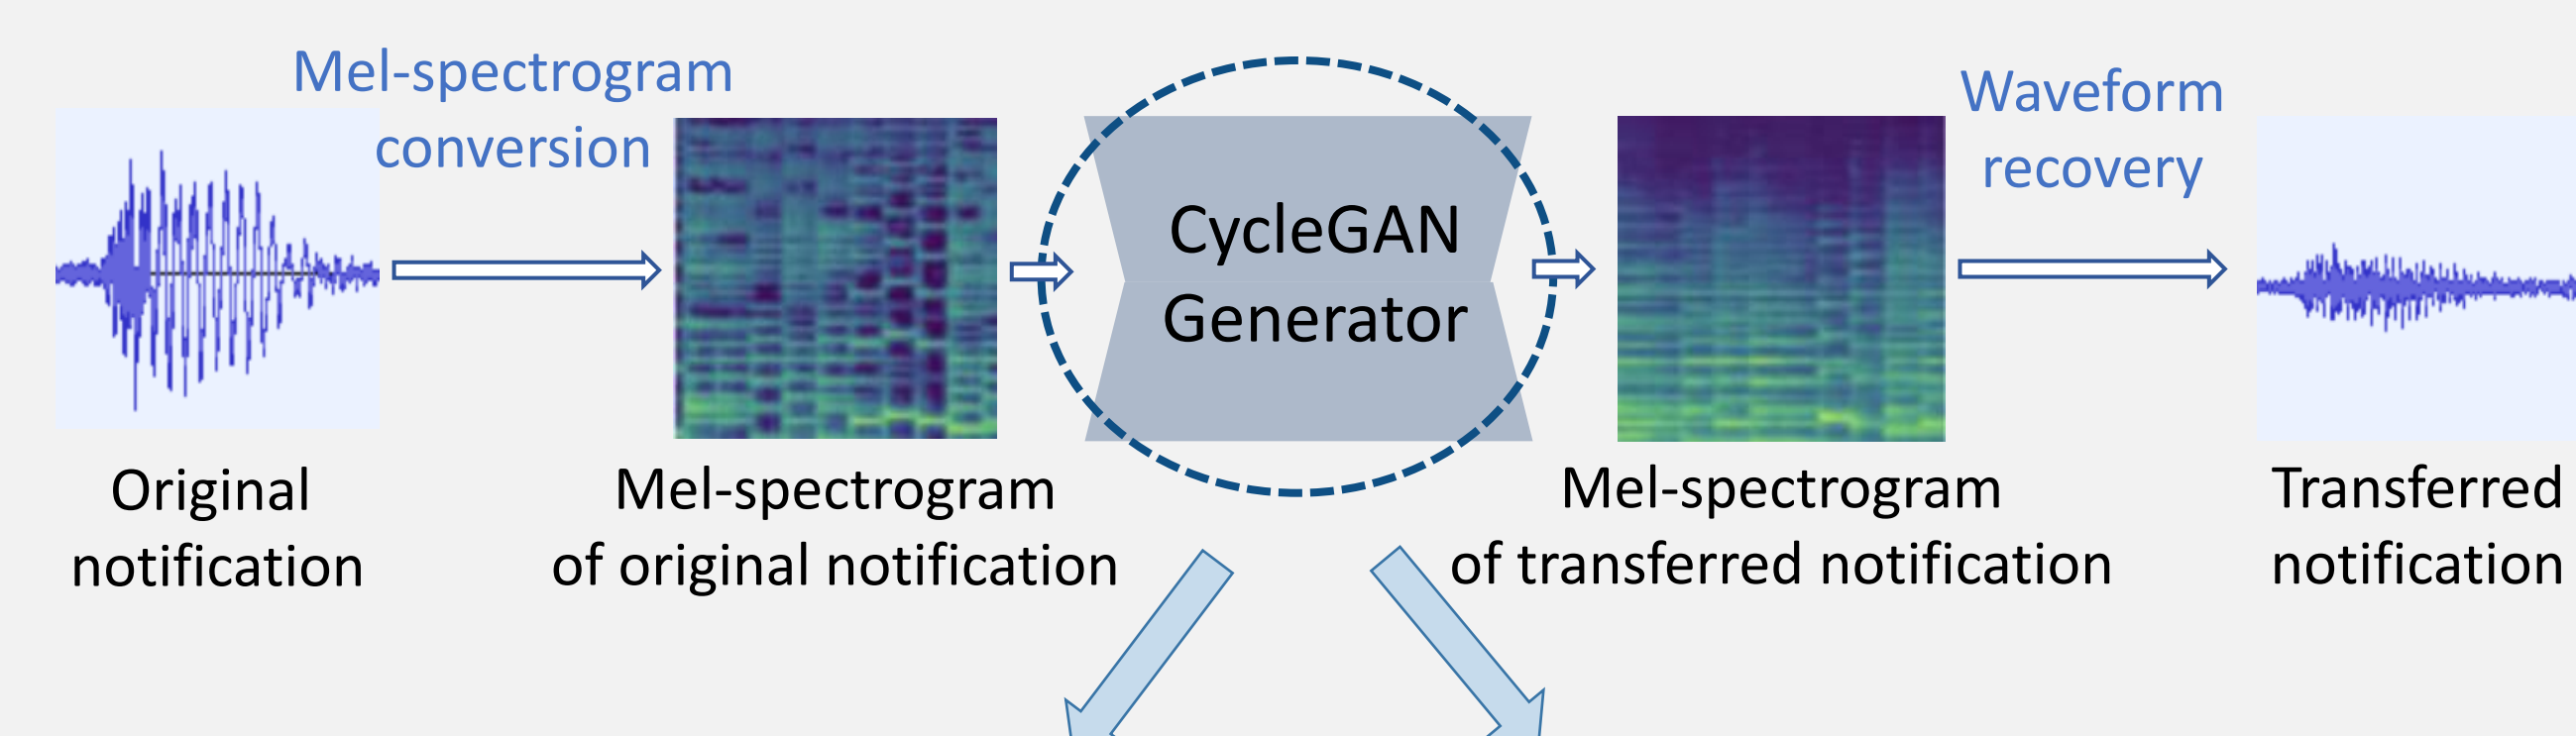 Mel-spectrogram
conversion
Waveform
recovery
CycleGAN
Generator
Original
notification
Mel-spectrogram
of original notification
Mel-spectrogram
of transferred notification
Transferred
notification